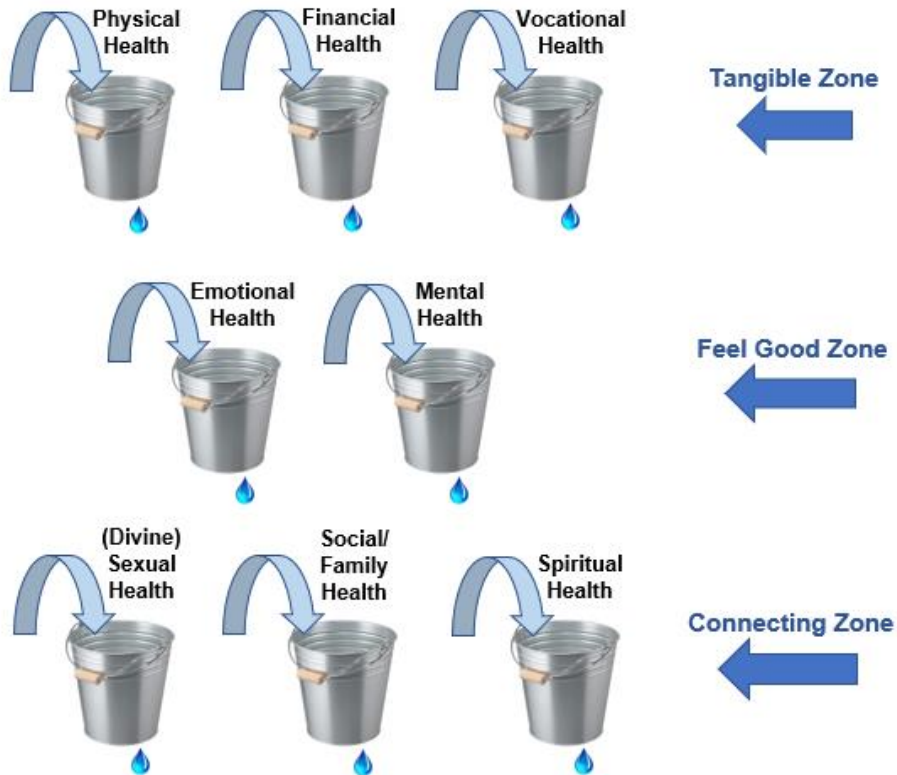 Physical
Health
Financial
Health
Vocational
Health
Tangible Zone
Emotional
Health
Mental
Health
Feel Good Zone
(Divine)
Sexual
Health
Social/
Family
Health
Spiritual
Health
Connecting Zone